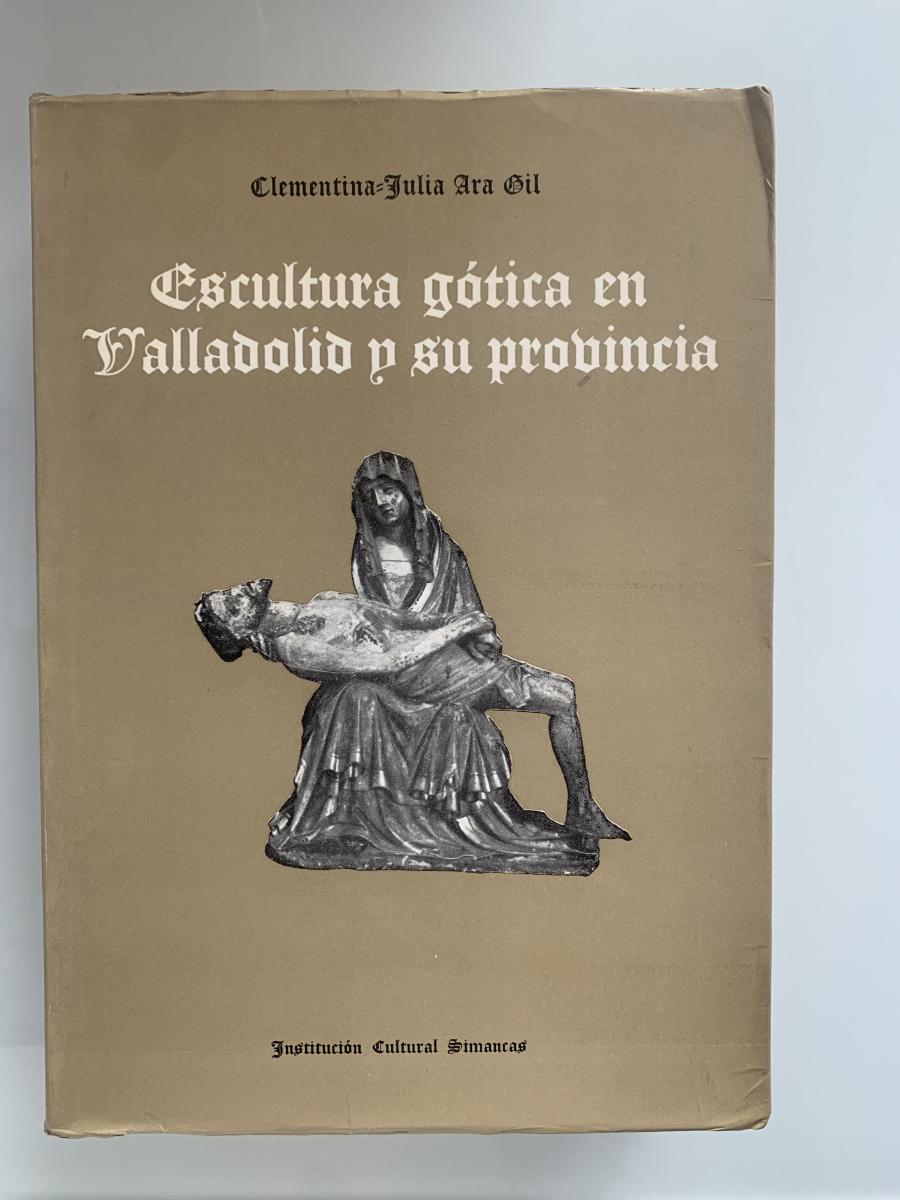 Clementina=Julia Ara Gil
Escultura gótica en
Valladolid y su provincia
Institución Cultural Simancas